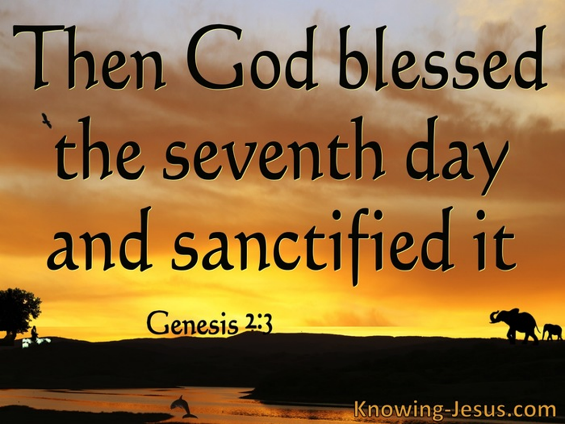 Then God blessed
the seventh day
and sanctified it
Genesis 2:3
Knowing-Jesus.com